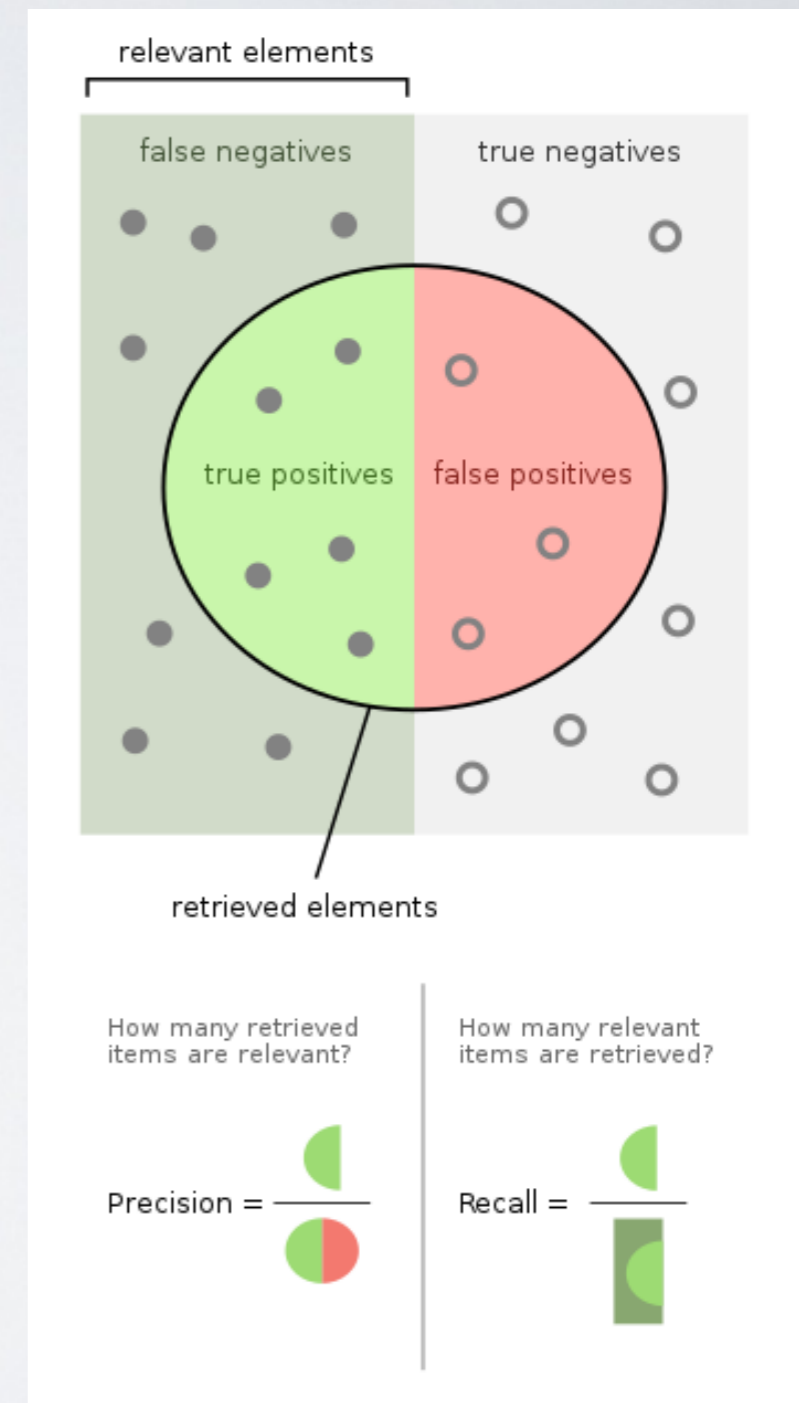 relevant elements
false negatives
true negatives
true positives
false positives
retrieved elements
How many retrieved
items are relevant?
How many relevant
items are retrieved?
Precision =
Recall =